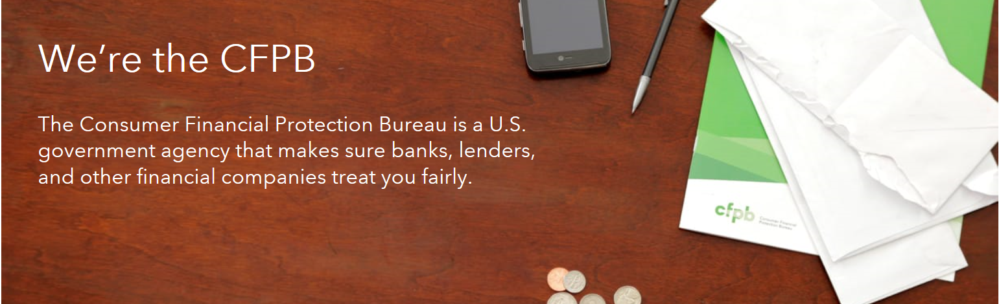 We're the CFPB
The Consumer Financial Protection Bureau is a U.S.
government agency that makes sure banks, lenders,
and other financial companies treat you fairly.
cfpb
Consumer Financial
Protection Bureau